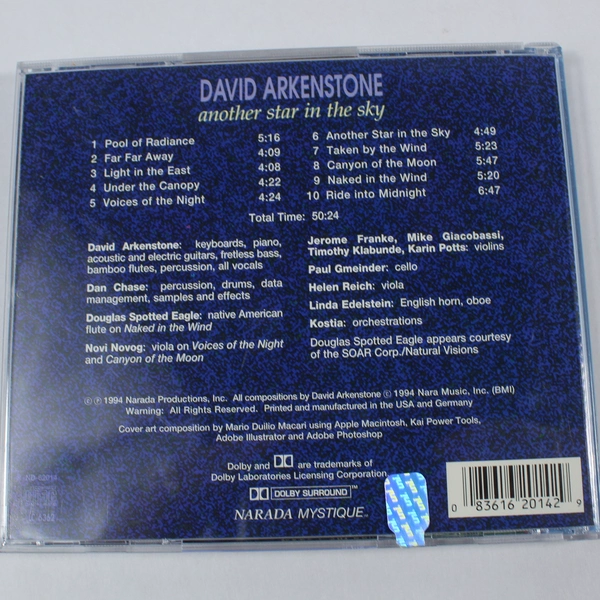 DAVID ARKENSTONE
another star in the sky
1 Pool of Radiance 5:16
2 Far Far Away 4:09
3 Light in the East 4:08
4 Under the Canopy 4:22
5 Voices of the Night 4:24
6 Another Star in the Sky 4:49
7 Taken by the Wind 5:23
8 Canyon of the Moon 5:47
9 Naked in the Wind 5:20
10 Ride into Midnight 6:47
Total Time: 50:24
David Arkenstone: keyboards, piano,
acoustic and electric guitars, fretless bass,
bamboo flutes, percussion, all vocals
Dan Chase: percussion, drums, data
management, samples and effects
Douglas Spotted Eagle: native American
flute on Naked in the Wind
Novi Novog: viola on Voices of the Night
and Canyon of the Moon
Jerome Franke, Mike Giacobassi,
Timothy Klabunde, Karin Potts: violins
Paul Gmeinder: cello
Helen Reich: viola
Linda Edelstein: English horn, oboe
Kostia: orchestrations
Douglas Spotted Eagle appears courtesy
of the SOAR Corp./Natural Visions
© ℗ 1994 Narada Productions, Inc. All compositions by David Arkenstone © 1994 Nara Music, Inc. (BMI)
Warning: All Rights Reserved. Printed and manufactured in the USA and Germany
Cover art composition by Mario Duilio Macari using Apple Macintosh, Kai Power Tools,
Adobe Illustrator and Adobe Photoshop
Dolby and are trademarks of
Dolby Laboratories Licensing Corporation
DOLBY SURROUND™
NARADA MYSTIQUE™
0 83616 20142 9